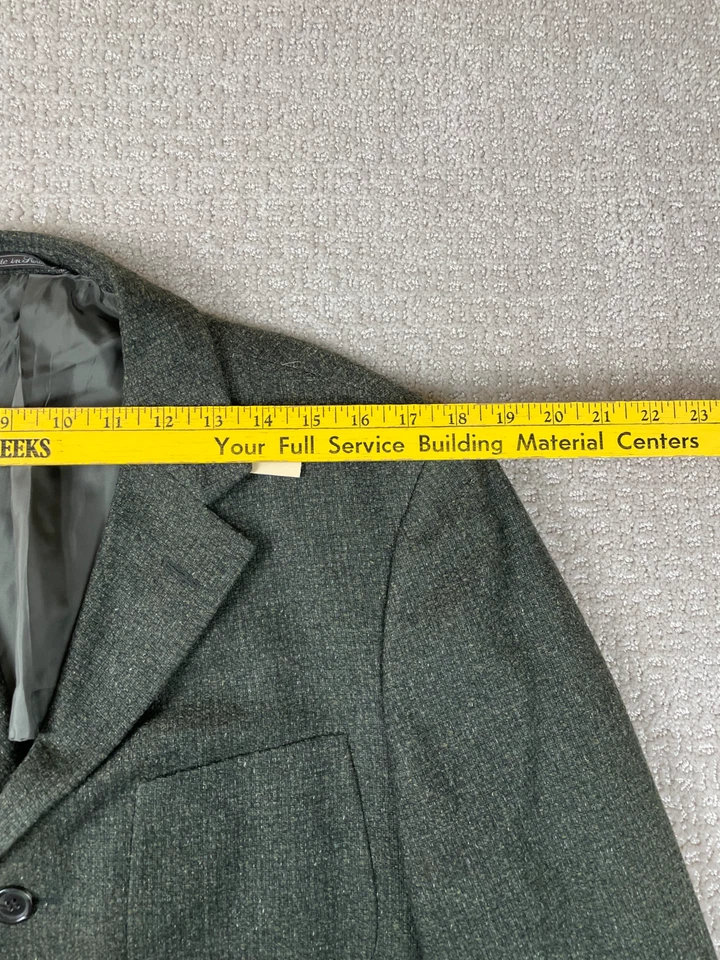 9 10 11 12 13 14 15 16 17 18 19 20 21 22 23
EEKS Your Full Service Building Material Centers